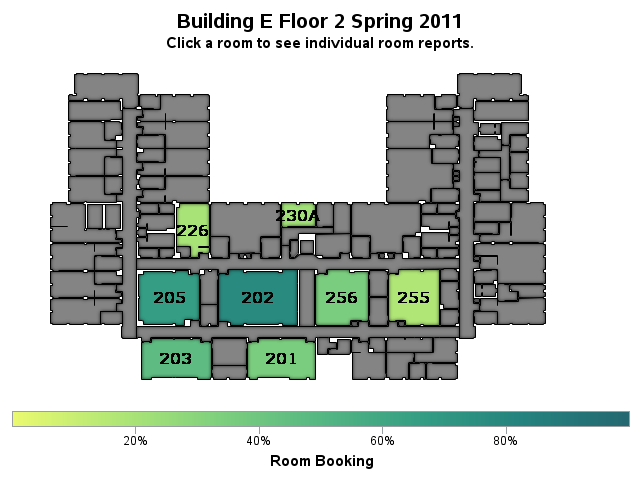 Building E Floor 2 Spring 2011
Click a room to see individual room reports.
230A
226
205 202 256 255
203 201
20% 40% 60% 80%
Room Booking